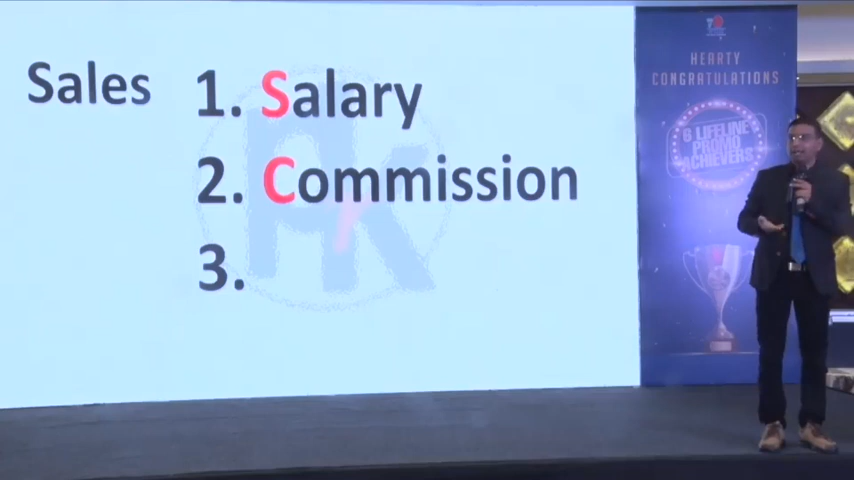 Sales
1. Salary
2. Commission
3.
HEARTY
CONGRATULATIONS
6 LIFELINE
PROMO
ACHIEVERS